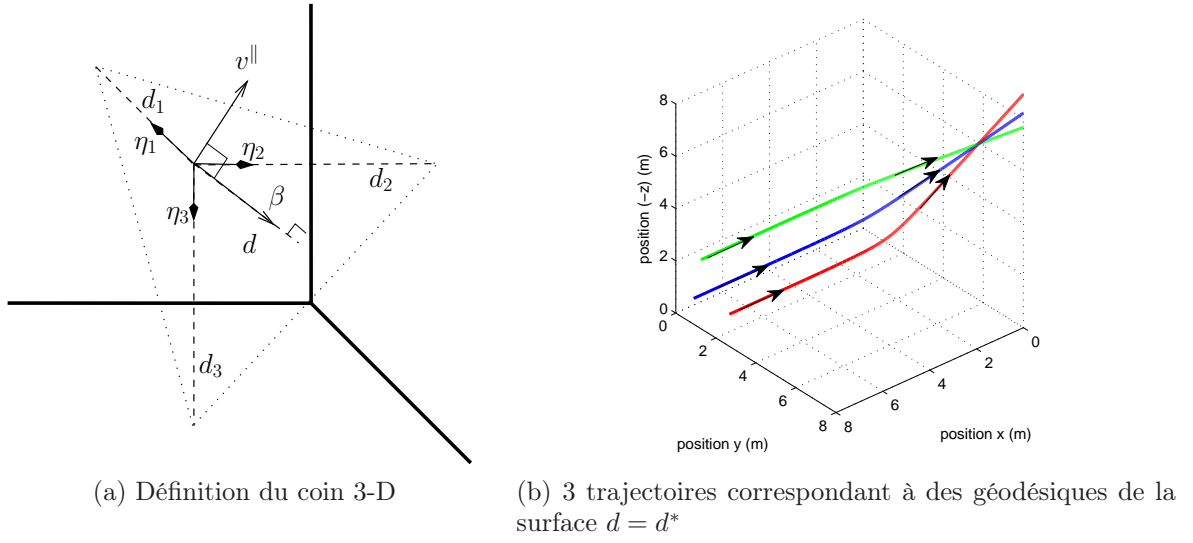 v∥
d₁
η₁
η₂
d₂
β
η₃
d
d₃
(a) Définition du coin 3-D
position (−z) (m)
8
6
4
2
0
0
2
4
6
8
position y (m)
8
6
4
2
0
position x (m)
(b) 3 trajectoires correspondant à des géodésiques de la
surface d = d*